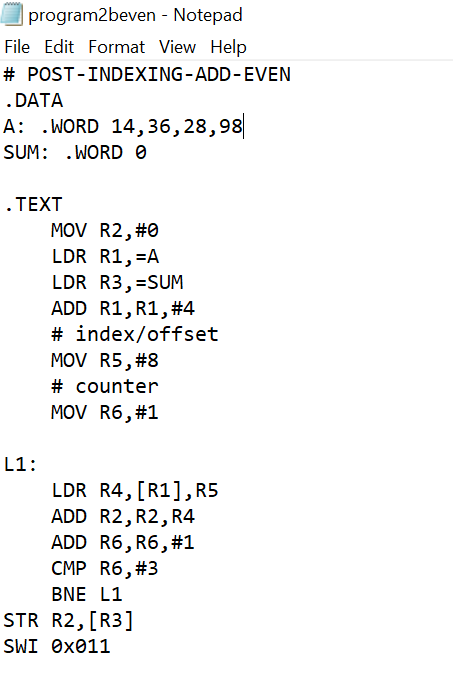 program2beven - Notepad
File Edit Format View Help
# POST-INDEXING-ADD-EVEN
.DATA
A: .WORD 14,36,28,98
SUM: .WORD 0

.TEXT
    MOV R2,#0
    LDR R1,=A
    LDR R3,=SUM
    ADD R1,R1,#4
    # index/offset
    MOV R5,#8
    # counter
    MOV R6,#1

L1:
    LDR R4,[R1],R5
    ADD R2,R2,R4
    ADD R6,R6,#1
    CMP R6,#3
    BNE L1
STR R2,[R3]
SWI 0x011